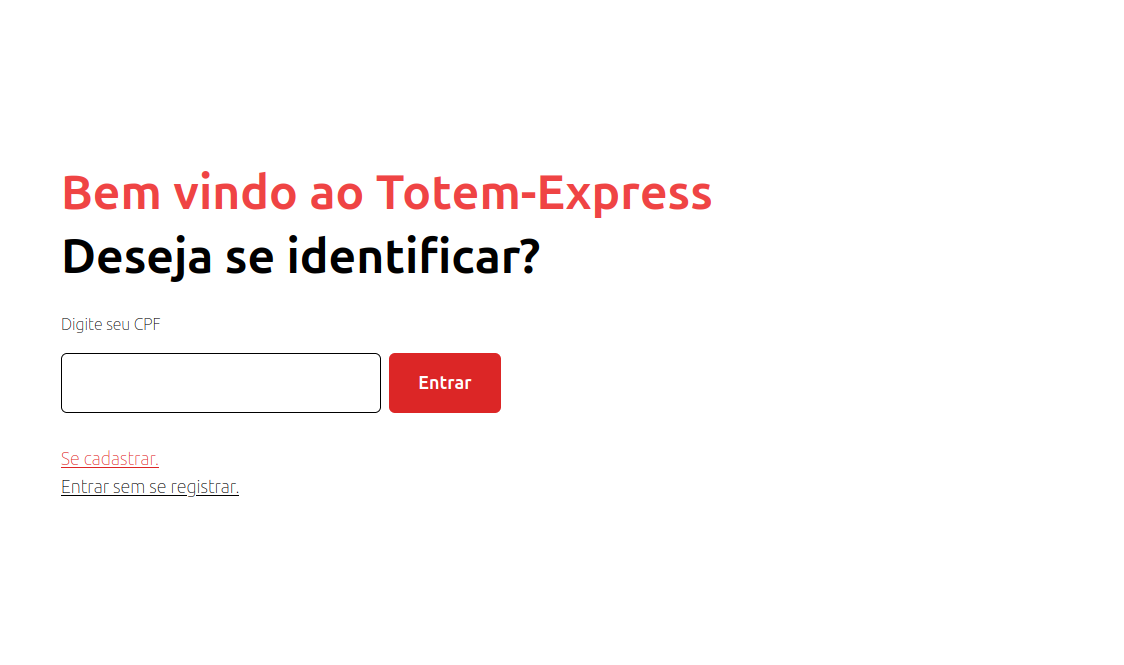 Bem vindo ao Totem-Express
Deseja se identificar?
Digite seu CPF
Entrar
Se cadastrar.
Entrar sem se registrar.